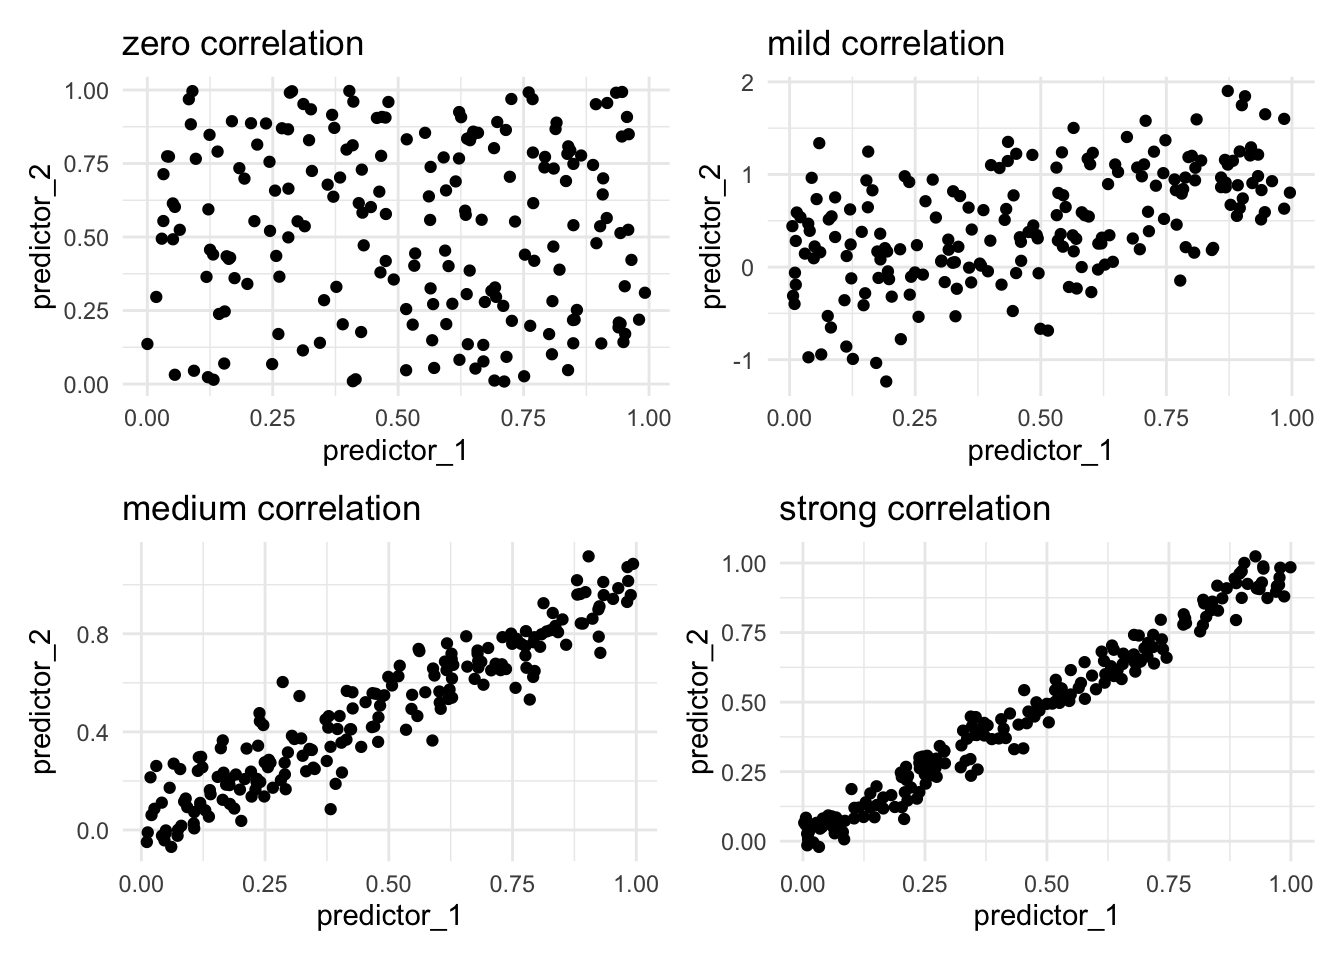 zero correlation
1.00
0.75
0.50
0.25
0.00
predictor_2
0.00 0.25 0.50 0.75 1.00
predictor_1
mild correlation
2
1
0
-1
predictor_2
0.00 0.25 0.50 0.75 1.00
predictor_1
medium correlation
0.8
0.4
0.0
predictor_2
0.00 0.25 0.50 0.75 1.00
predictor_1
strong correlation
1.00
0.75
0.50
0.25
0.00
predictor_2
0.00 0.25 0.50 0.75 1.00
predictor_1